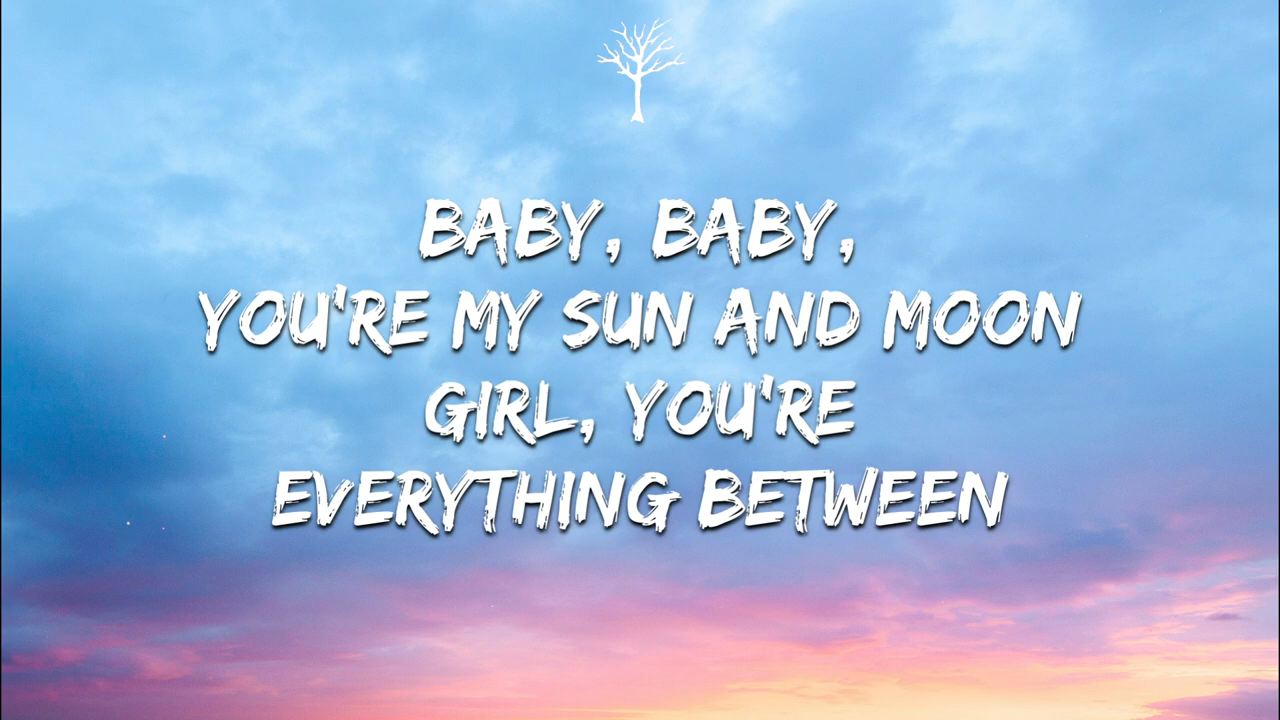 BABY, BABY,
YOU'RE MY SUN AND MOON
GIRL, YOU'RE
EVERYTHING BETWEEN